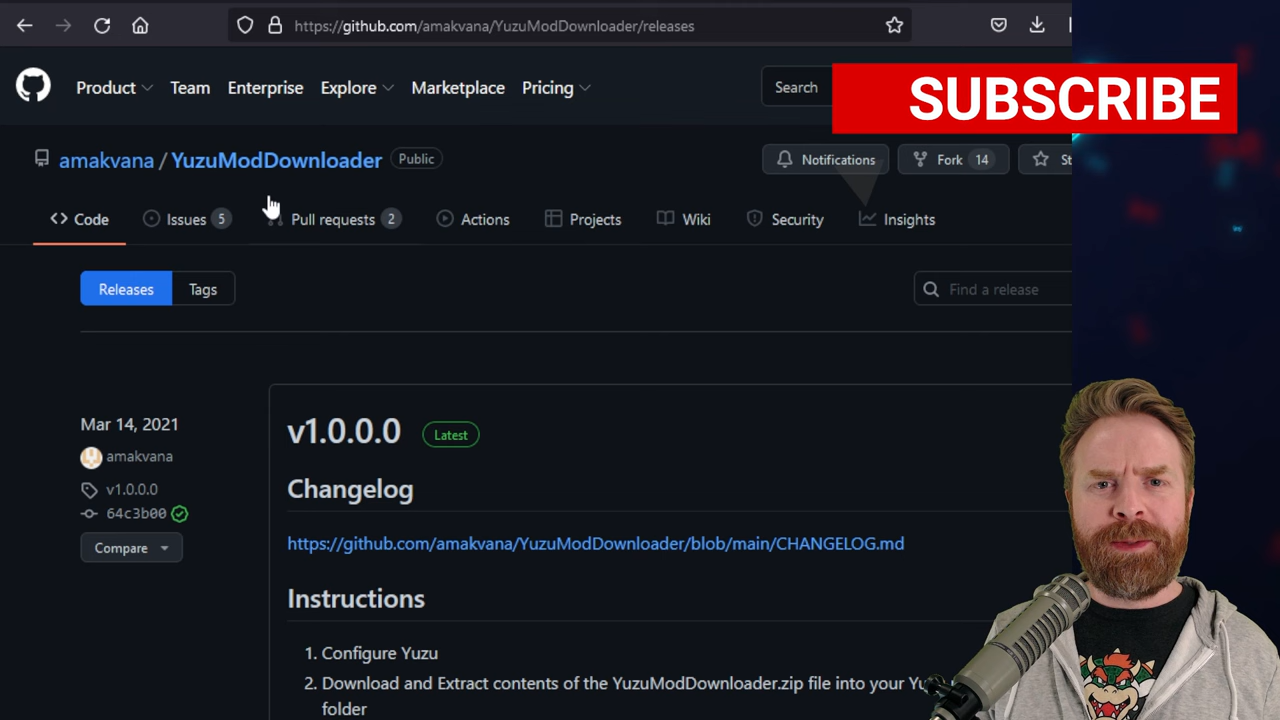 https://github.com/amakvana/YuzuModDownloader/releases
Product Team Enterprise Explore Marketplace Pricing Search
SUBSCRIBE
amakvana / YuzuModDownloader Public Notifications Fork 14
Code Issues 5 Pull requests 2 Actions Projects Wiki Security Insights
Releases Tags Find a release
Mar 14, 2021
amakvana
v1.0.0.0
64c3b00
Compare
v1.0.0.0 Latest
Changelog
https://github.com/amakvana/YuzuModDownloader/blob/main/CHANGELOG.md
Instructions
1. Configure Yuzu
2. Download and Extract contents of the YuzuModDownloader.zip file into your
folder